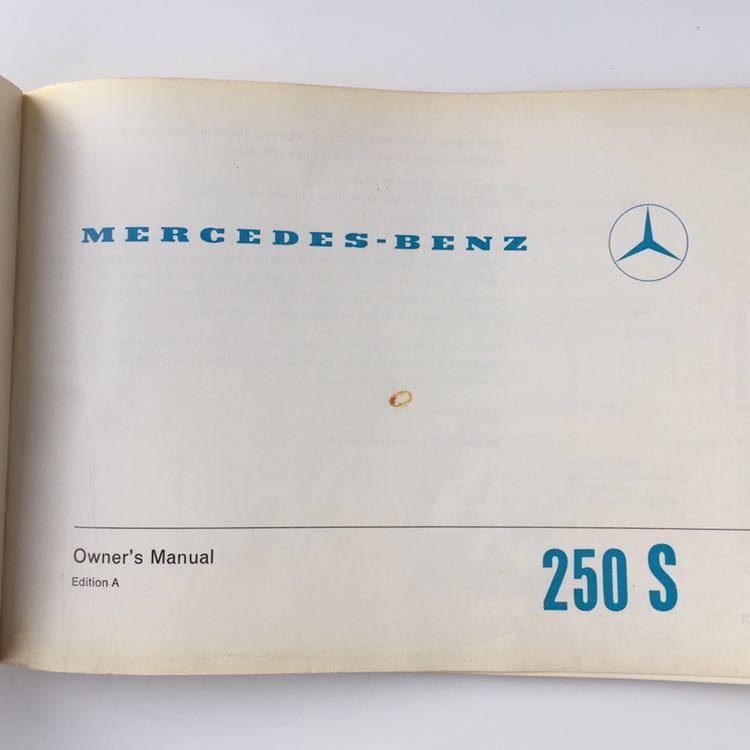 MERCEDES-BENZ
Owner's Manual
Edition A
250 S